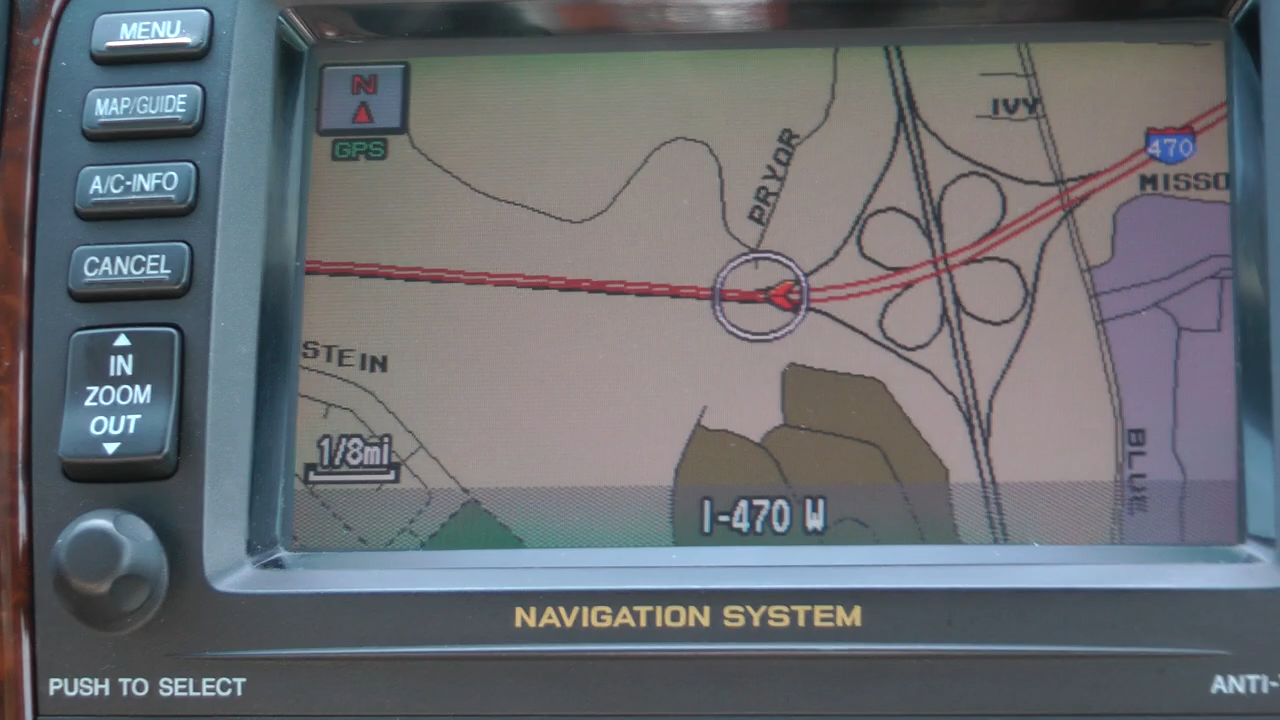 MENU
MAP/GUIDE
A/C-INFO
CANCEL
IN
ZOOM
OUT
PUSH TO SELECT
N
GPS
PRYOR
IVY
470
MISSO
STEIN
1/8mi
BLUE
I-470 W
NAVIGATION SYSTEM
ANTI-